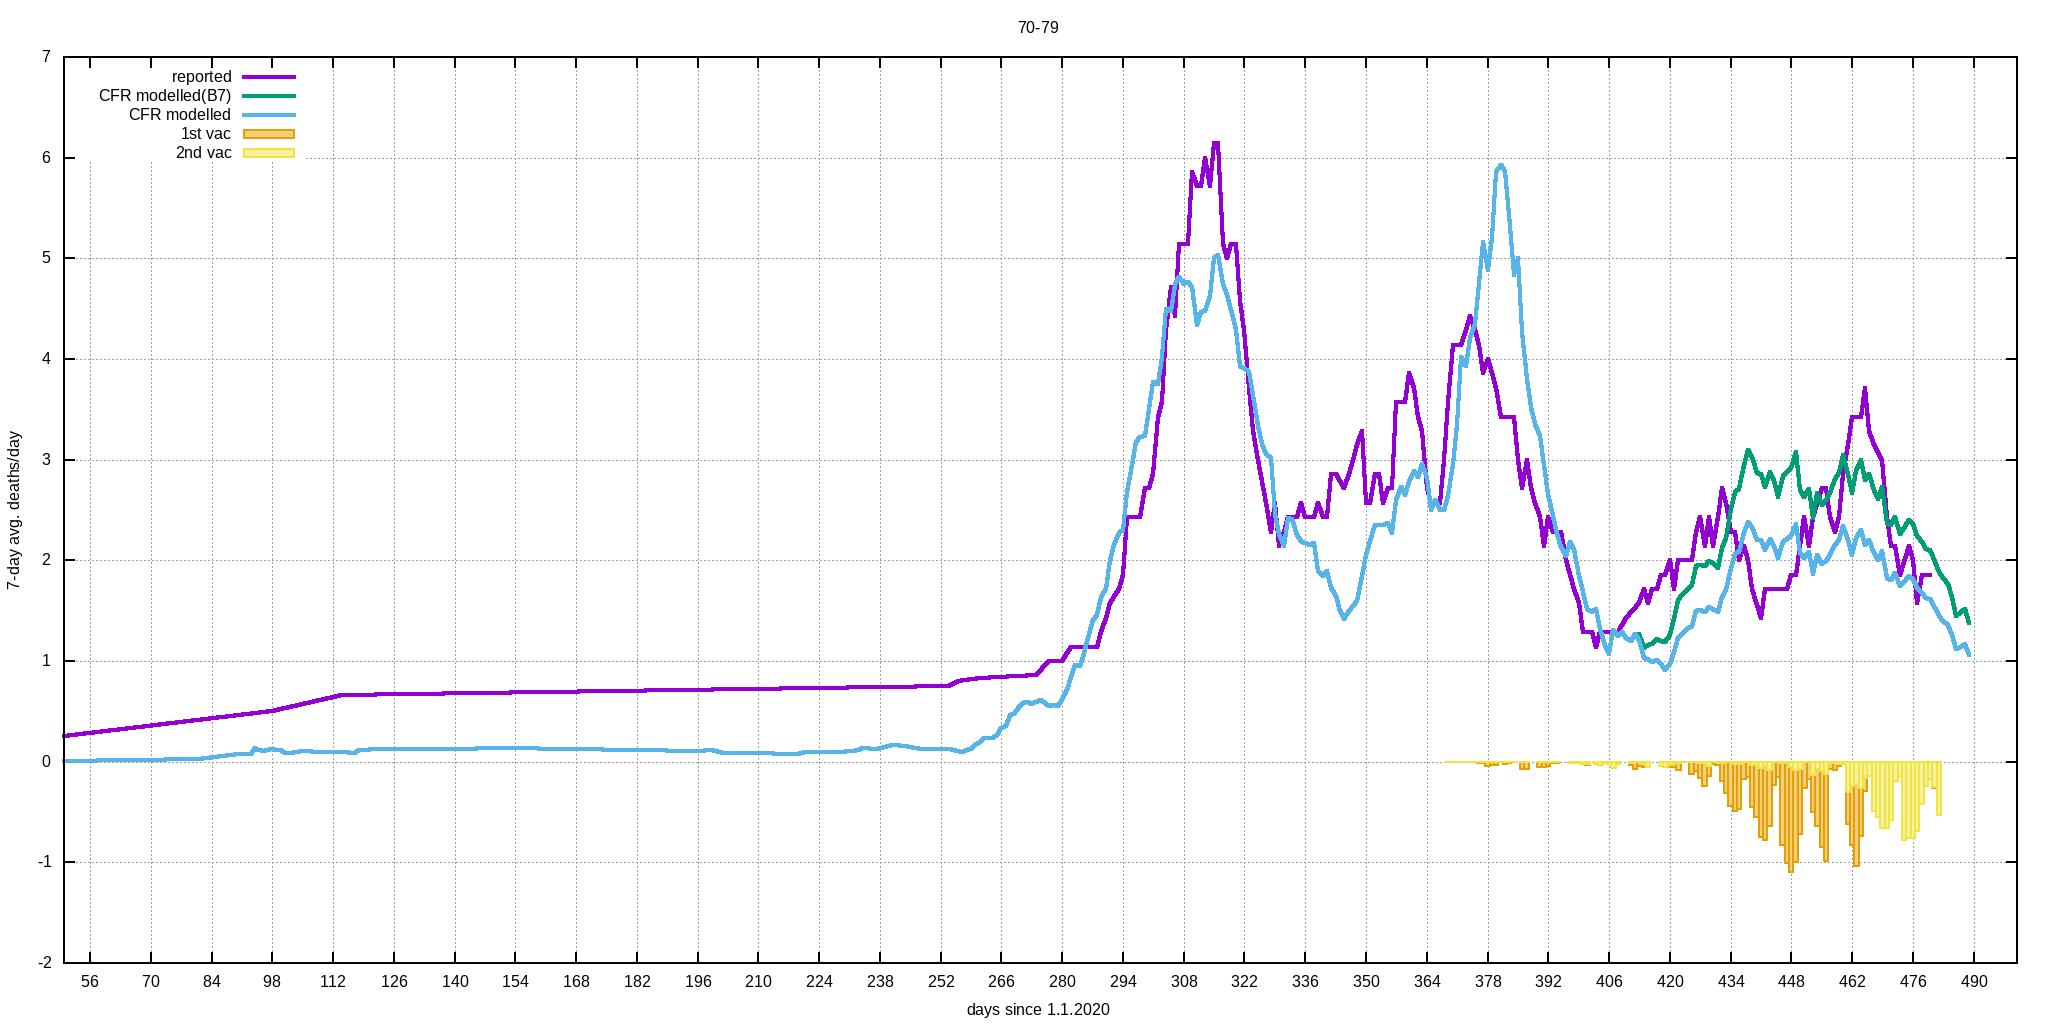 70-79
7
6
5
4
3
2
1
0
-1
-2
reported
CFR modelled(B7)
CFR modelled
1st vac
2nd vac
7-day avg. deaths/day
56 70 84 98 112 126 140 154 168 182 196 210 224 238 252 266 280 294 308 322 336 350 364 378 392 406 420 434 448 462 476 490
days since 1.1.2020